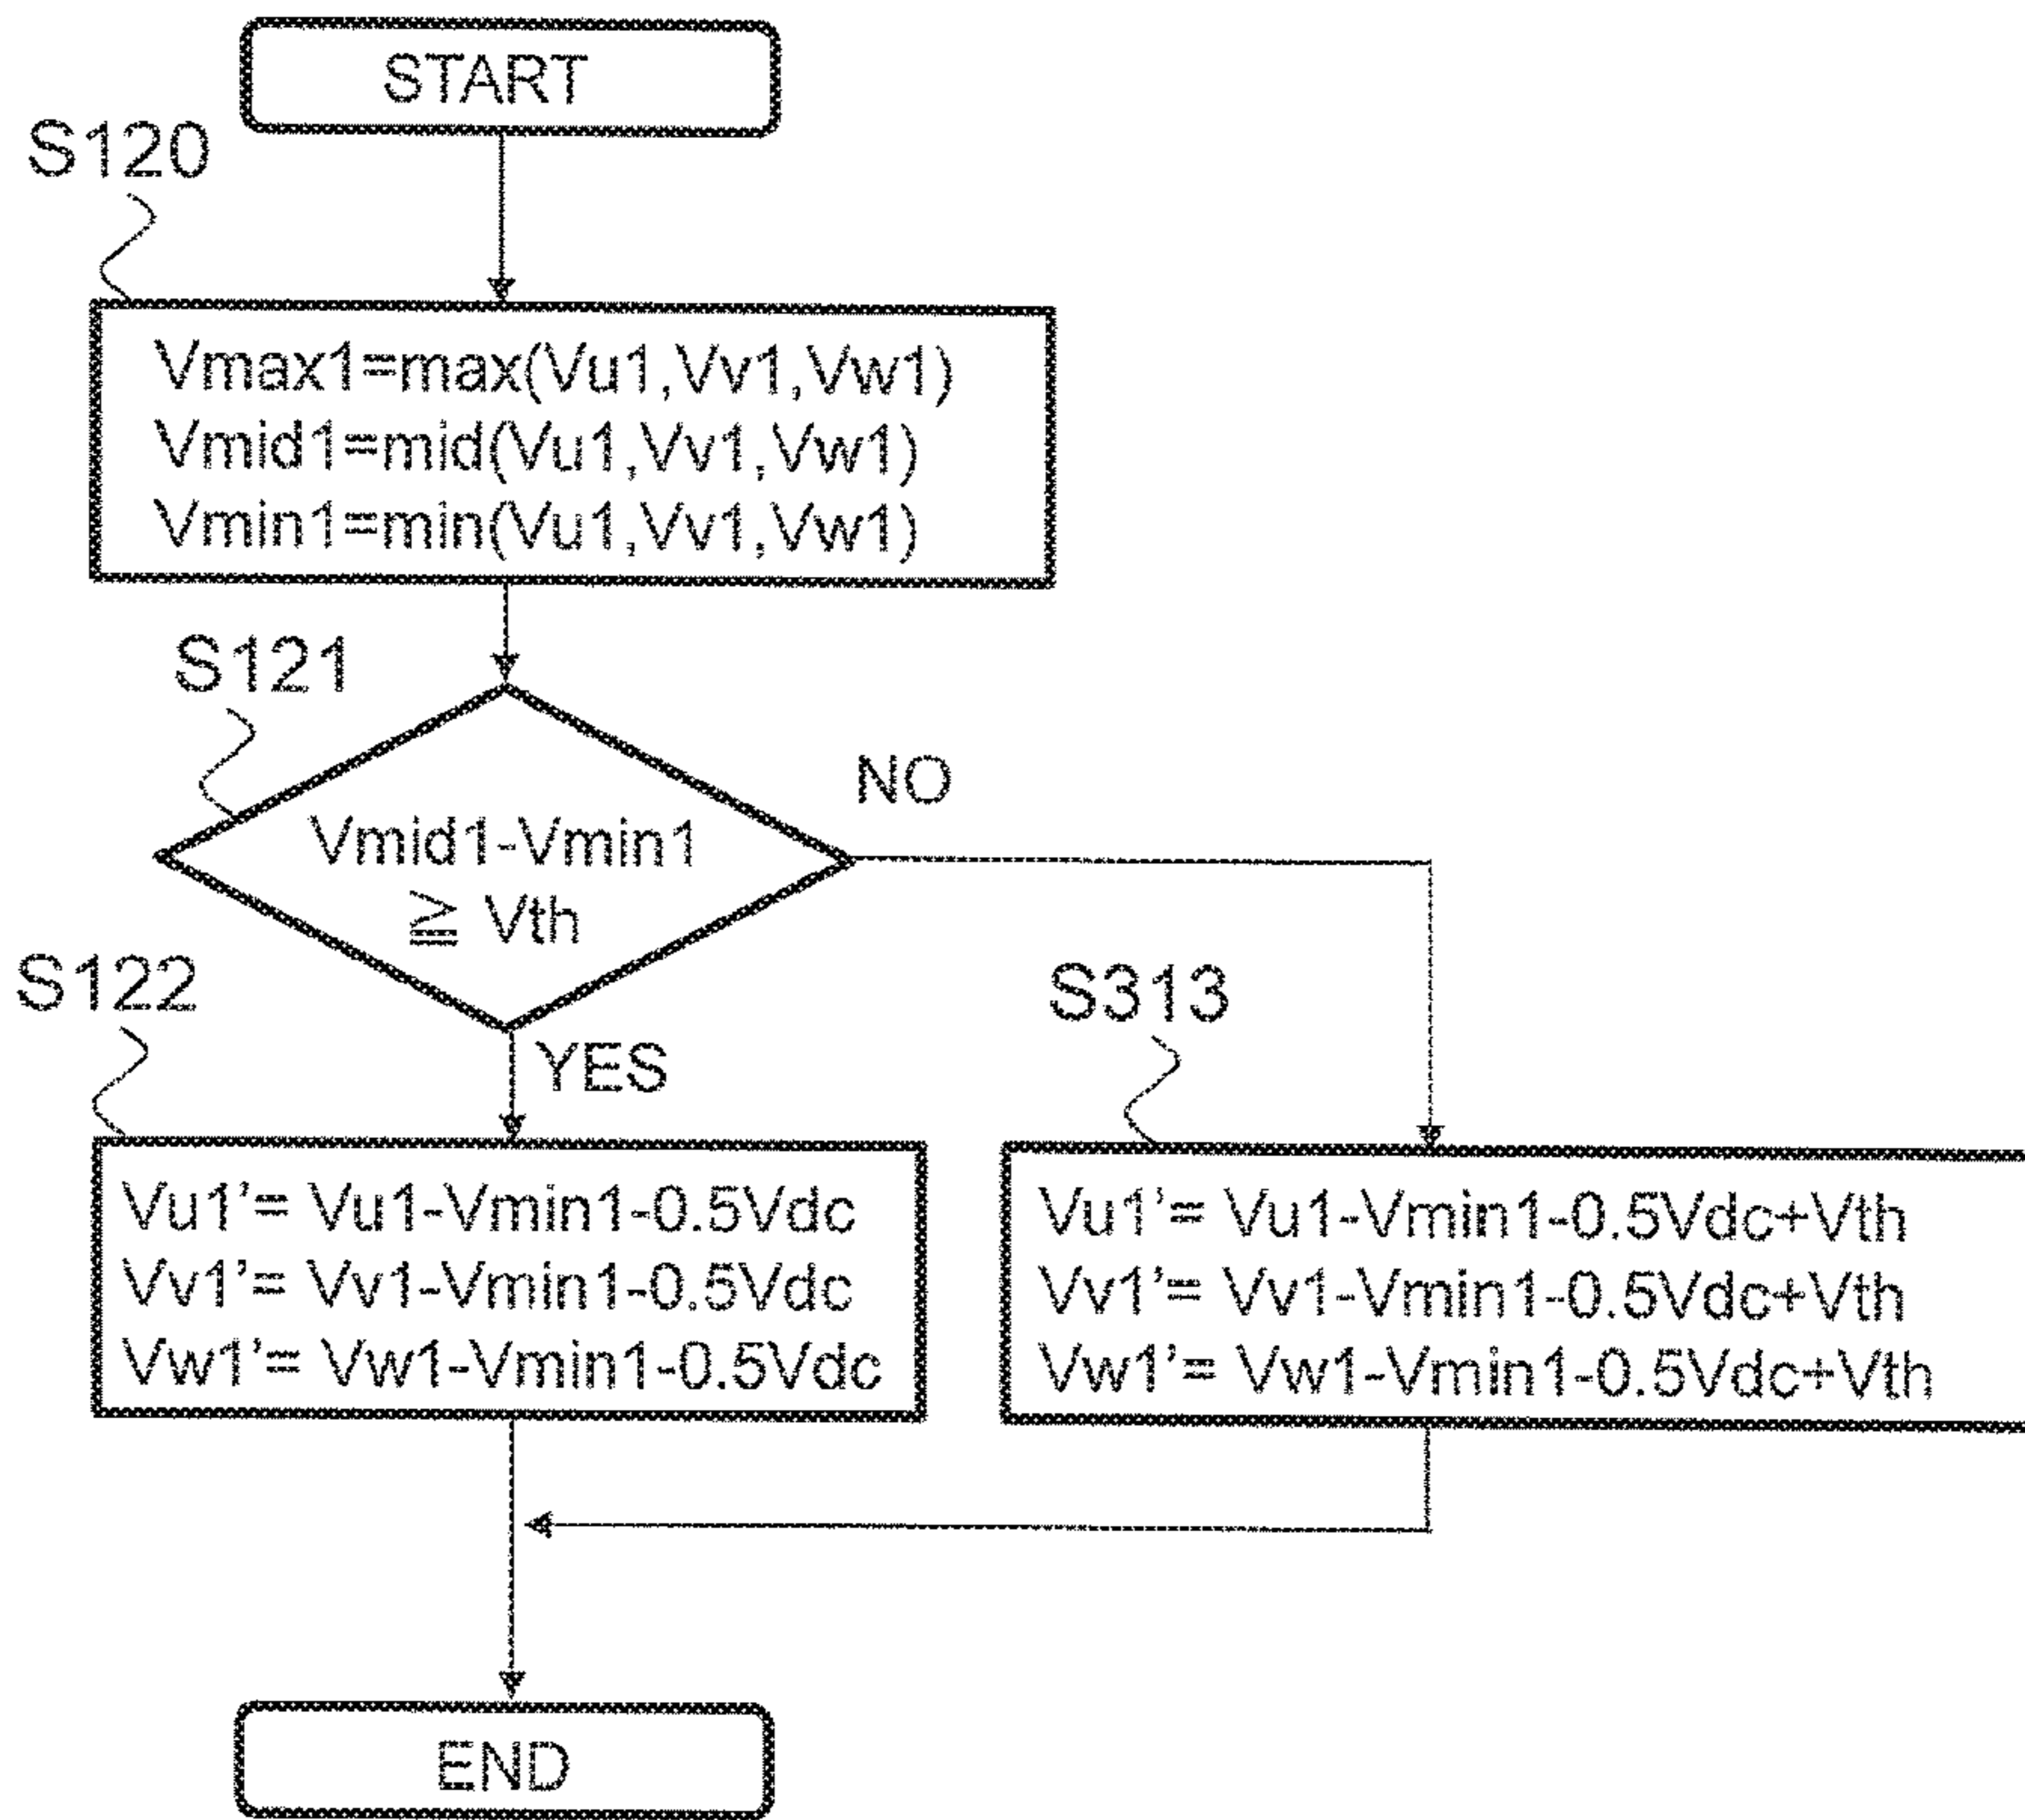 START
S120
Vmax1=max(Vu1,Vv1,Vw1)
Vmid1=mid(Vu1,Vv1,Vw1)
Vmin1=min(Vu1,Vv1,Vw1)
S121
Vmid1-Vmin1
≧ Vth
NO
YES
S122
Vu1’= Vu1-Vmin1-0.5Vdc
Vv1’= Vv1-Vmin1-0.5Vdc
Vw1’= Vw1-Vmin1-0.5Vdc
S313
Vu1’= Vu1-Vmin1-0.5Vdc+Vth
Vv1’= Vv1-Vmin1-0.5Vdc+Vth
Vw1’= Vw1-Vmin1-0.5Vdc+Vth
END